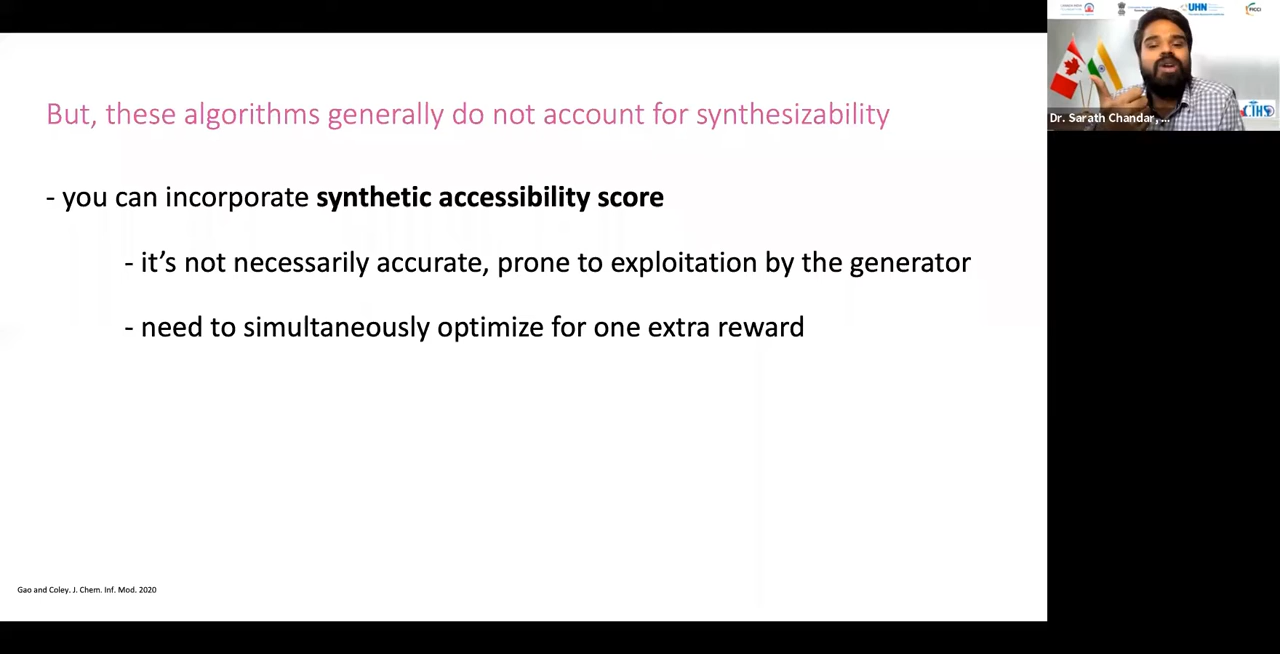 But, these algorithms generally do not account for synthesizability
- you can incorporate synthetic accessibility score
- it’s not necessarily accurate, prone to exploitation by the generator
- need to simultaneously optimize for one extra reward
Gao and Coley. J. Chem. Inf. Mod. 2020
UHN
FICCI
Dr. Sarath Chandar, ...